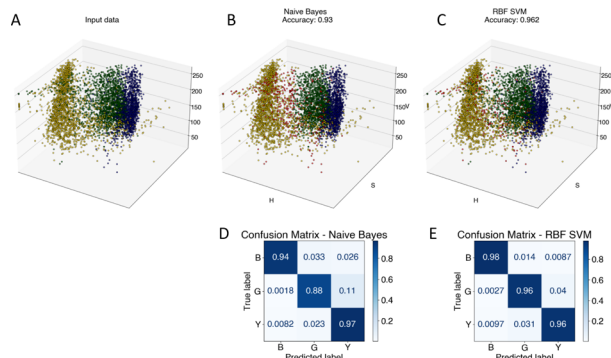 A
Input data
250
200
150
100
50
B
Naive Bayes
Accuracy: 0.93
250
200
150
V
100
50
S
H
C
RBF SVM
Accuracy: 0.962
250
200
150
V
100
50
S
H
D
Confusion Matrix - Naive Bayes
True label
B 0.94 0.033 0.026
G 0.0018 0.88 0.11
Y 0.0082 0.023 0.97
B G Y
Predicted label
0.8
0.6
0.4
0.2
E
Confusion Matrix - RBF SVM
True label
B 0.98 0.014 0.0087
G 0.0027 0.96 0.04
Y 0.0097 0.031 0.96
B G Y
Predicted label
0.8
0.6
0.4
0.2